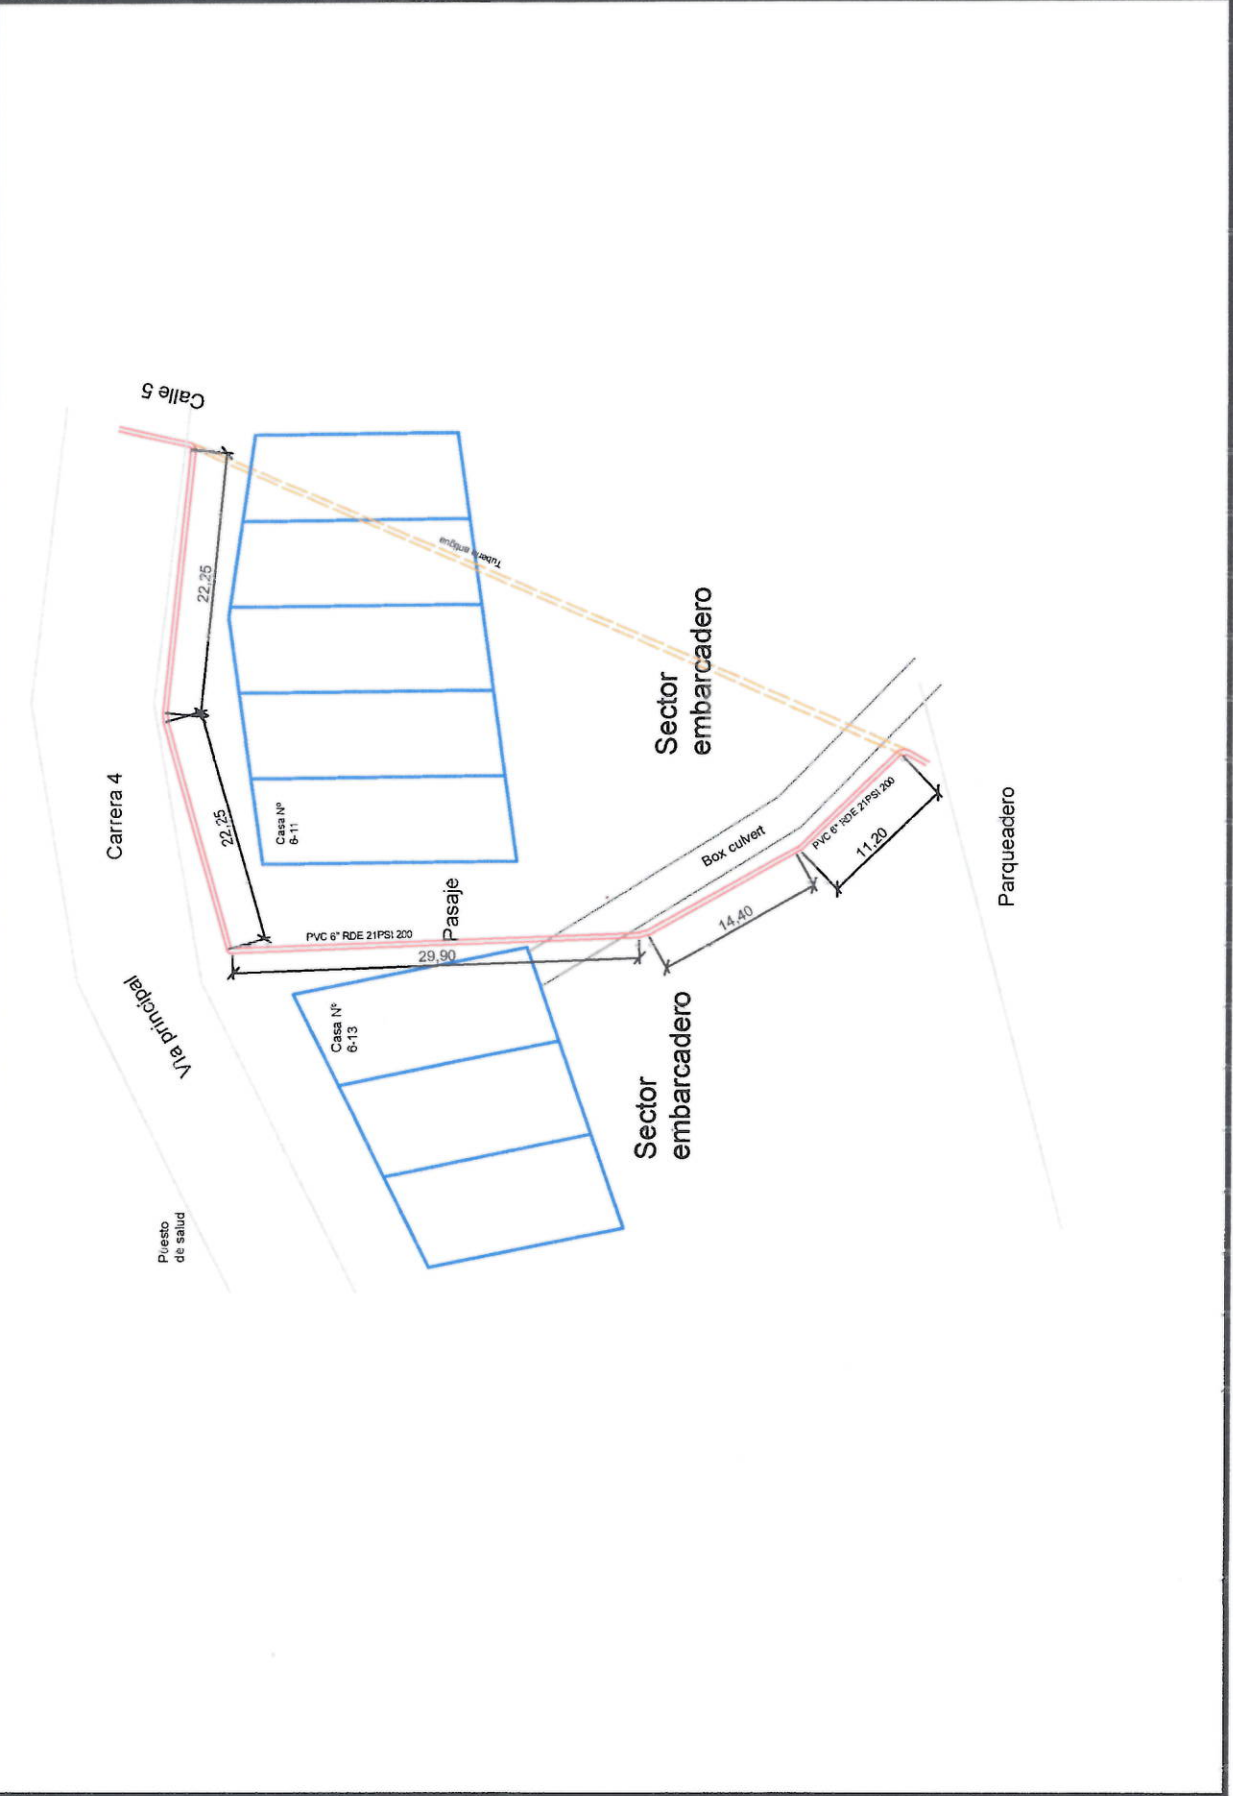 Calle 5
22,25
Tubería antigua
Sector
embarcadero
Carrera 4
22,25
Casa Nº
6-11
Box culvert
PVC 6" RDE 21PSI 200
11,20
Parqueadero
Pasaje
PVC 6" RDE 21PSI 200
29,90
14,40
Vía principal
Casa Nº
6-13
Sector
embarcadero
Puesto
de salud